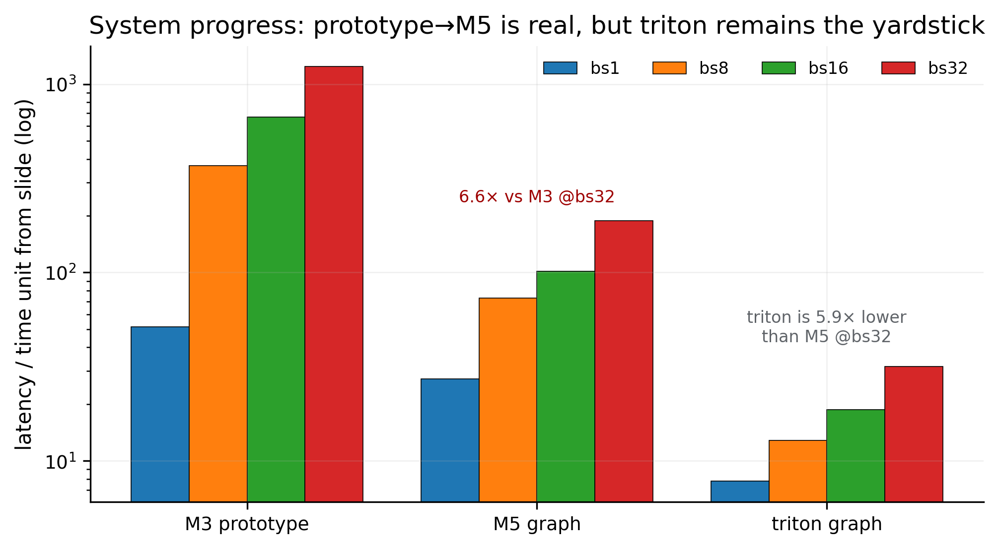 System progress: prototype→M5 is real, but triton remains the yardstick
bs1 bs8 bs16 bs32
latency / time unit from slide (log)
10³
10²
10¹
6.6× vs M3 @bs32
triton is 5.9× lower
than M5 @bs32
M3 prototype M5 graph triton graph